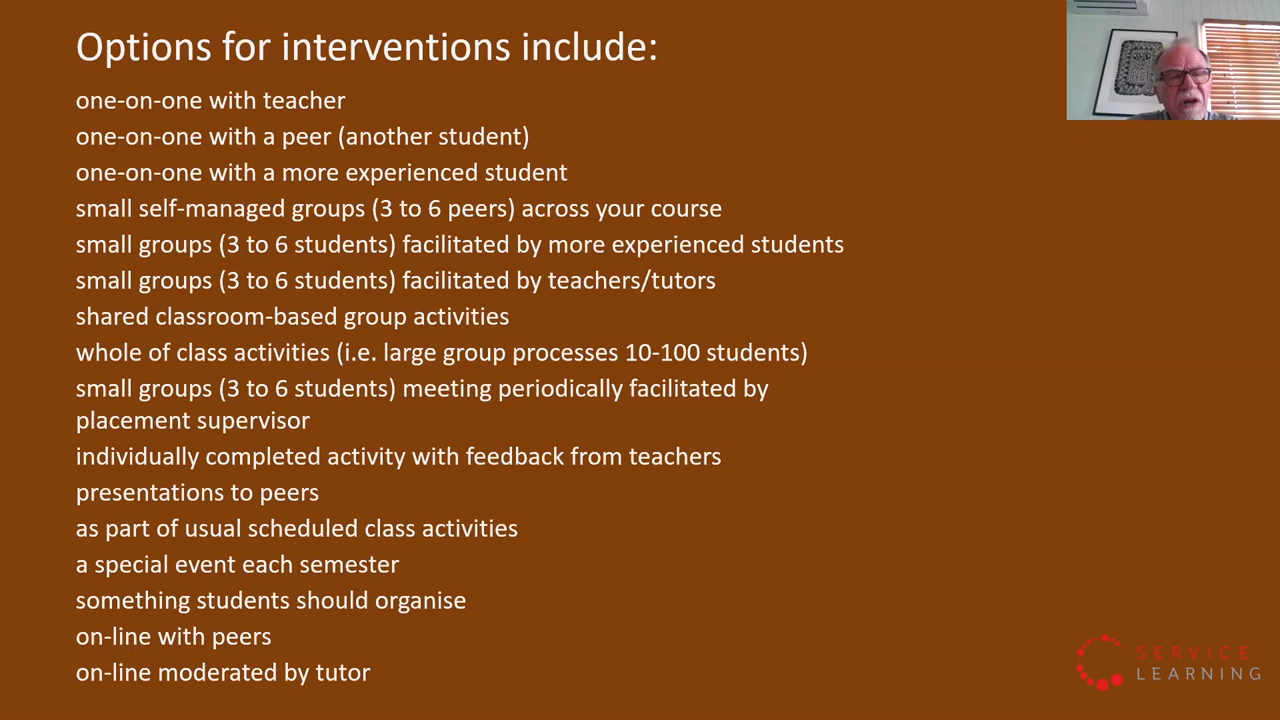 Options for interventions include:
one-on-one with teacher
one-on-one with a peer (another student)
one-on-one with a more experienced student
small self-managed groups (3 to 6 peers) across your course
small groups (3 to 6 students) facilitated by more experienced students
small groups (3 to 6 students) facilitated by teachers/tutors
shared classroom-based group activities
whole of class activities (i.e. large group processes 10-100 students)
small groups (3 to 6 students) meeting periodically facilitated by
placement supervisor
individually completed activity with feedback from teachers
presentations to peers
as part of usual scheduled class activities
a special event each semester
something students should organise
on-line with peers
on-line moderated by tutor
SERVICE
LEARNING